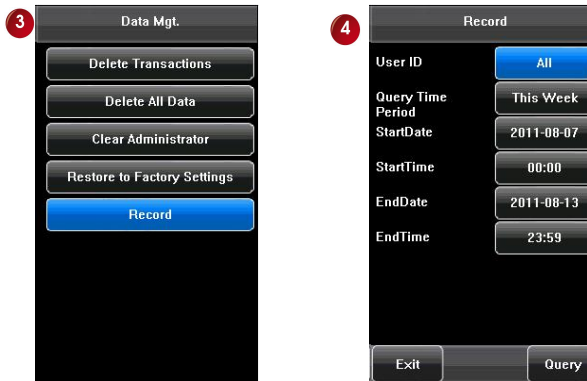 3
Data Mgt.
Delete Transactions
Delete All Data
Clear Administrator
Restore to Factory Settings
Record
4
Record
User ID
All
Query Time
Period
This Week
StartDate
2011-08-07
StartTime
00:00
EndDate
2011-08-13
EndTime
23:59
Exit
Query